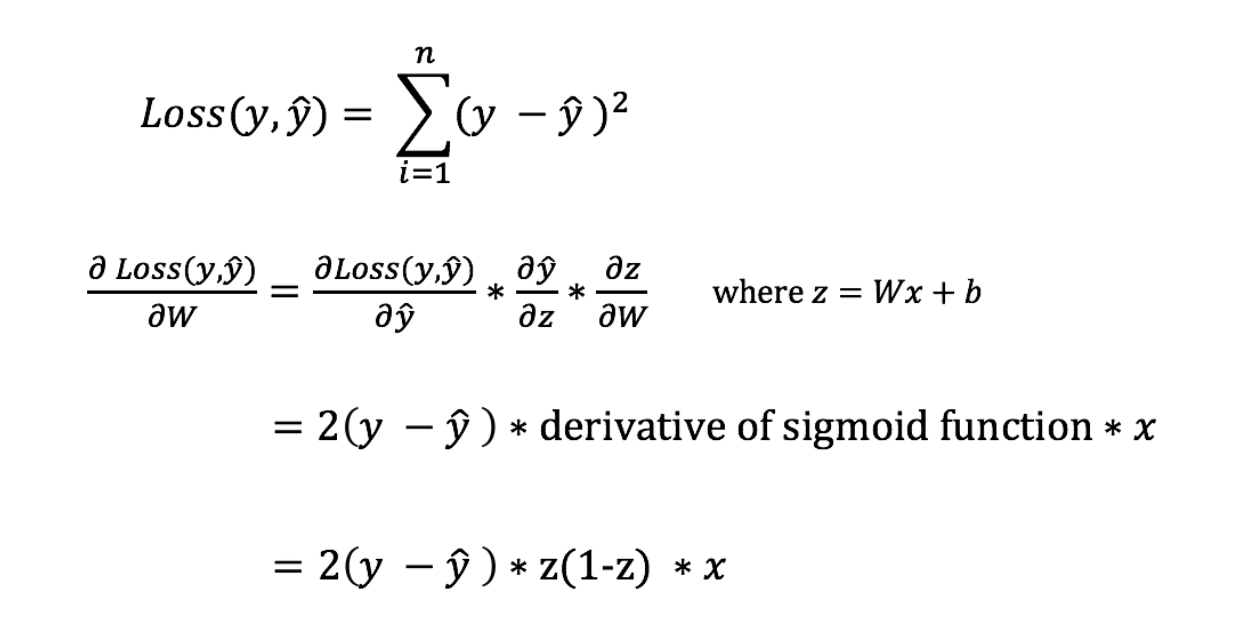 Loss(y, ŷ) = ∑_{i=1}^{n} (y − ŷ)²
∂ Loss(y,ŷ)/∂W = ∂Loss(y,ŷ)/∂ŷ * ∂ŷ/∂z * ∂z/∂W where z = Wx + b
= 2(y − ŷ) * derivative of sigmoid function * x
= 2(y − ŷ) * z(1-z) * x